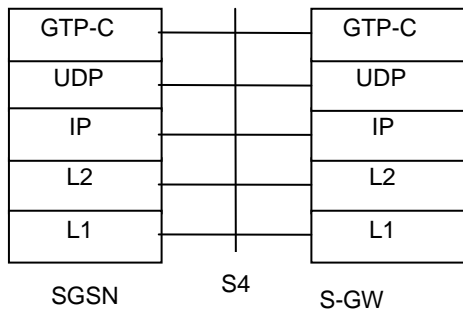 GTP-C GTP-C
UDP UDP
IP IP
L2 L2
L1 L1
SGSN S4 S-GW